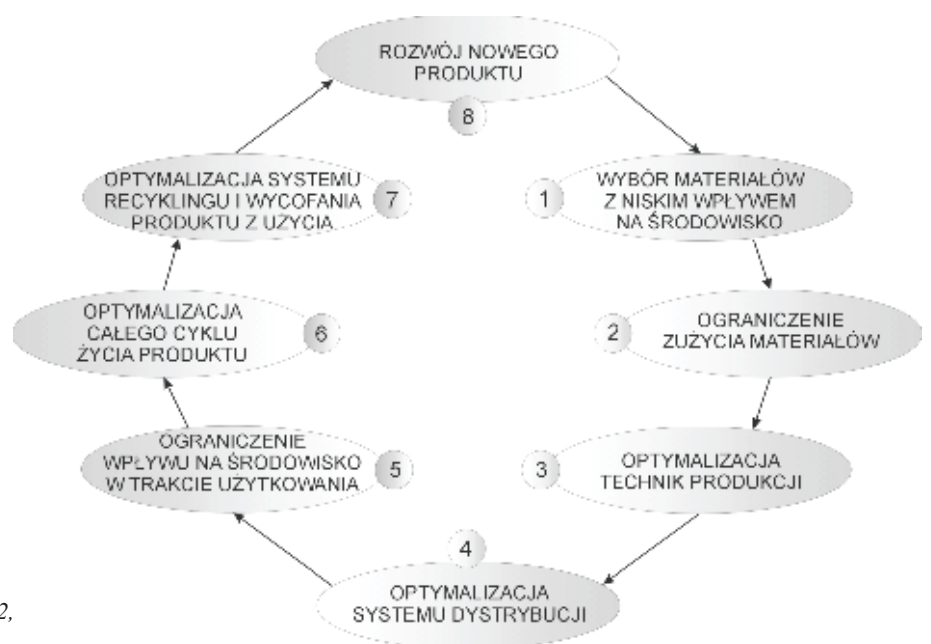 ROZWÓJ NOWEGO
PRODUKTU
8
WYBÓR MATERIAŁÓW
Z NISKIM WPŁYWEM
NA ŚRODOWISKO
1
OGRANICZENIE
ZUŻYCIA MATERIAŁÓW
2
OPTYMALIZACJA
TECHNIK PRODUKCJI
3
4
OPTYMALIZACJA
SYSTEMU DYSTRYBUCJI
OGRANICZENIE
WPŁYWU NA ŚRODOWISKO
W TRAKCIE UŻYTKOWANIA
5
OPTYMALIZACJA
CAŁEGO CYKLU
ŻYCIA PRODUKTU
6
OPTYMALIZACJA SYSTEMU
RECYKLINGU I WYCOFANIA
PRODUKTU Z UŻYCIA
7
2,